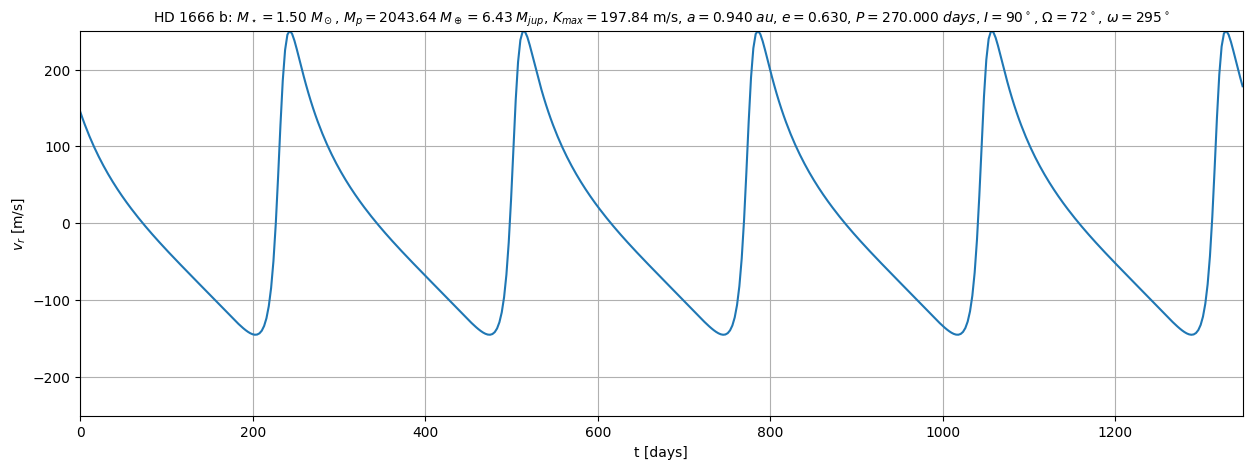 HD 1666 b: M⋆ = 1.50 M⊙, Mp = 2043.64 M⊕ = 6.43 Mjup, Kmax = 197.84 m/s, a = 0.940 au, e = 0.630, P = 270.000 days, I = 90°, Ω = 72°, ω = 295°
200
100
0
−100
−200
vr [m/s]
0 200 400 600 800 1000 1200
t [days]